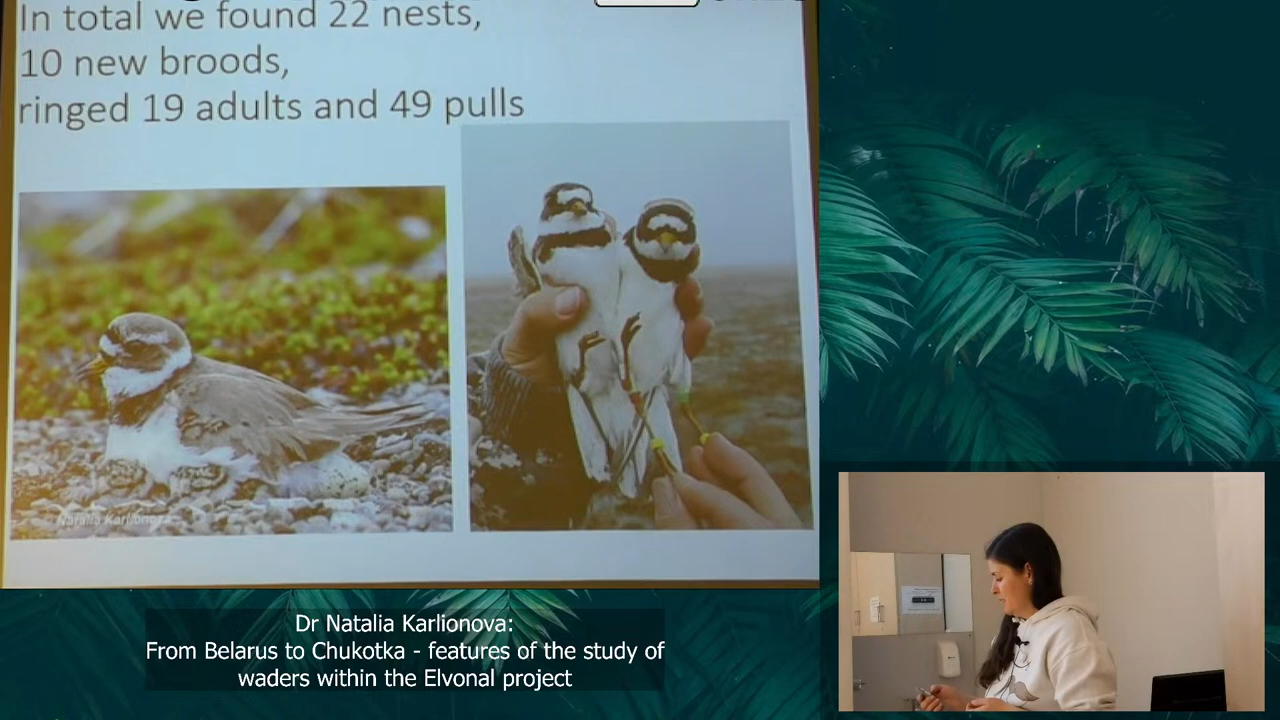 In total we found 22 nests,
10 new broods,
ringed 19 adults and 49 pulls
Natalia Karlionova
Dr Natalia Karlionova:
From Belarus to Chukotka - features of the study of
waders within the Elvonal project